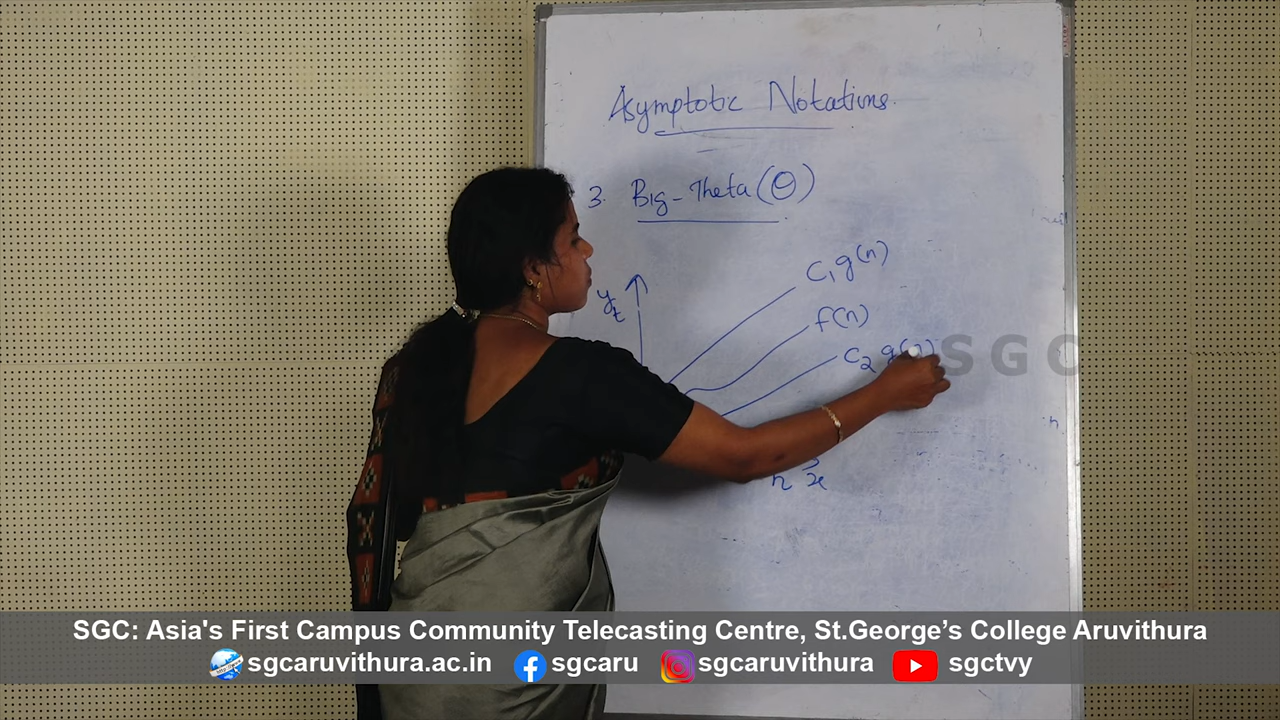 Asymptotic Notations.
3. Big-Theta (Θ)
C₁g(n)
y
t
f(n)
C₂ g(n)
SGC
n x
SGC: Asia's First Campus Community Telecasting Centre, St.George’s College Aruvithura
sgcaruvithura.ac.in sgcaru sgcaruvithura sgctvy